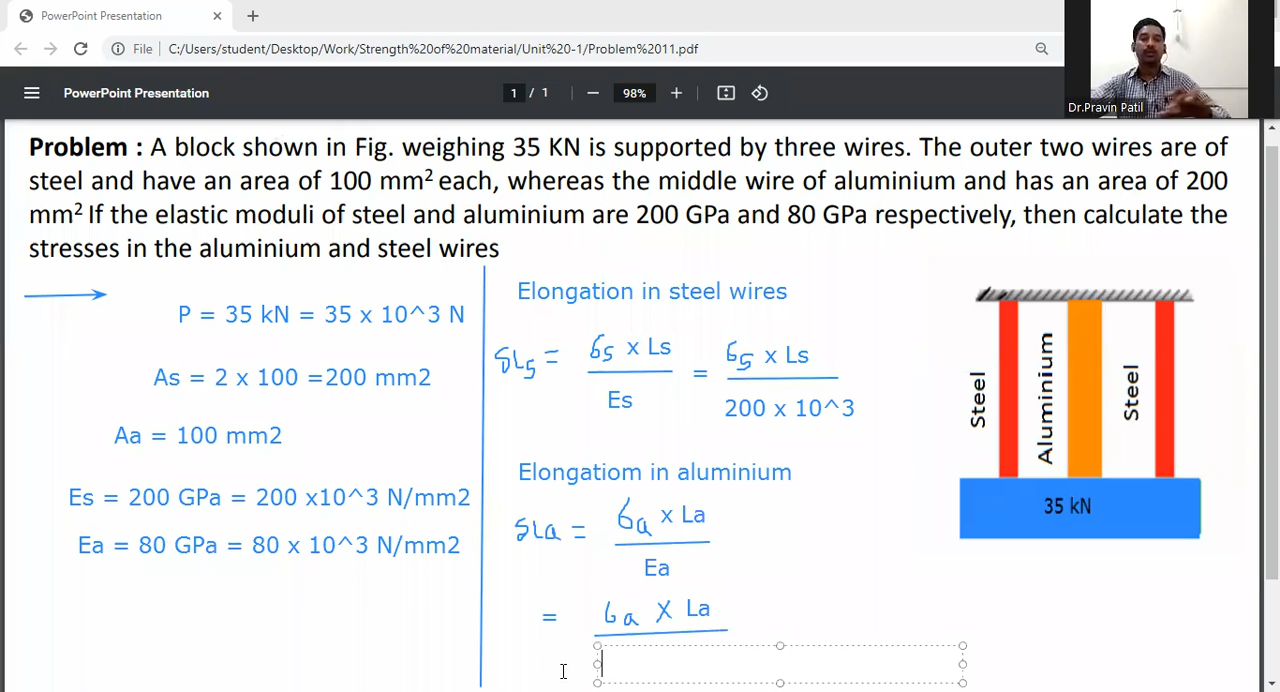 PowerPoint Presentation
File
C:/Users/student/Desktop/Work/Strength%20of%20material/Unit%20-1/Problem%2011.pdf
PowerPoint Presentation
1 / 1
98%
Dr.Pravin Patil
Problem : A block shown in Fig. weighing 35 KN is supported by three wires. The outer two wires are of
steel and have an area of 100 mm2 each, whereas the middle wire of aluminium and has an area of 200
mm2 If the elastic moduli of steel and aluminium are 200 GPa and 80 GPa respectively, then calculate the
stresses in the aluminium and steel wires
P = 35 kN = 35 x 10^3 N
As = 2 x 100 =200 mm2
Aa = 100 mm2
Es = 200 GPa = 200 x10^3 N/mm2
Ea = 80 GPa = 80 x 10^3 N/mm2
Elongation in steel wires
δLs = σs x Ls
Es
= σs x Ls
200 x 10^3
Elongatiom in aluminium
δLa = σa x La
Ea
= σa x La
Steel
Aluminium
Steel
35 kN